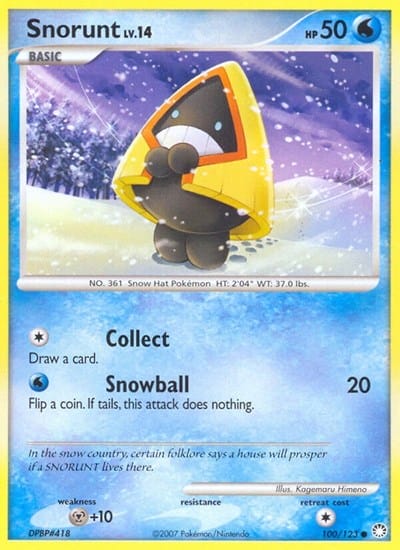 Snorunt LV.14 HP 50
BASIC
NO. 361 Snow Hat Pokémon HT: 2'04" WT: 37.0 lbs.
Collect
Draw a card.
Snowball 20
Flip a coin. If tails, this attack does nothing.
In the snow country, certain folklore says a house will prosper
if a SNORUNT lives there.
Illus. Kagemaru Himeno
weakness resistance retreat cost
+10
DPBP#418 ©2007 Pokémon/Nintendo 100/123